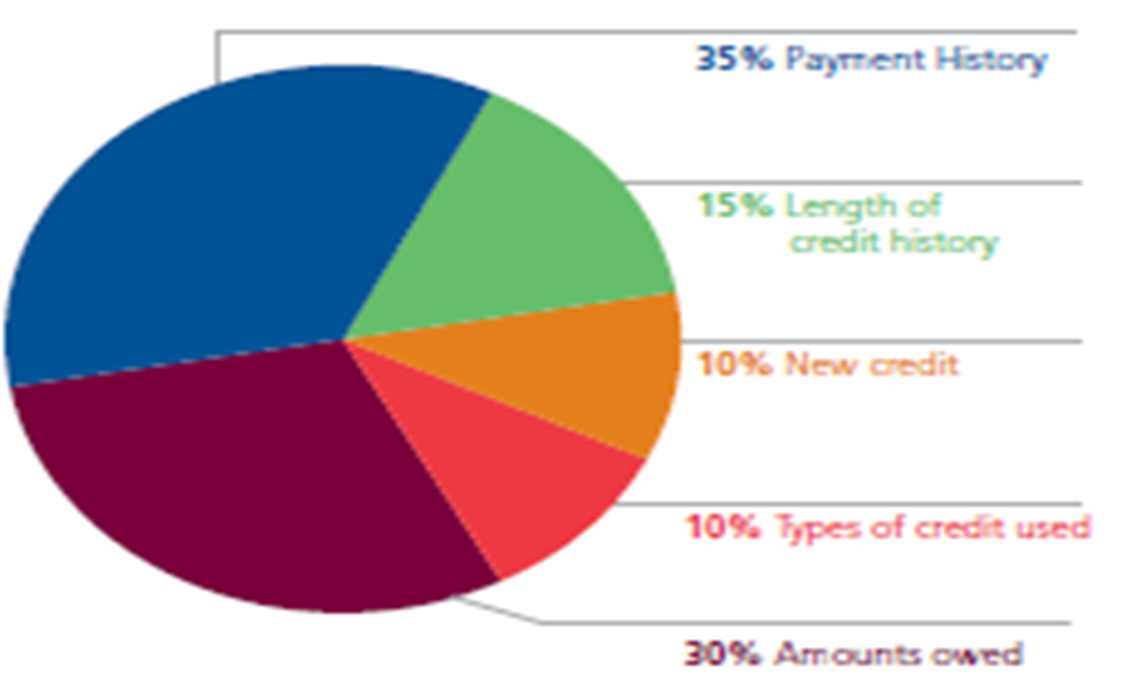 35% Payment History
15% Length of
credit history
10% New credit
10% Types of credit used
30% Amounts owed